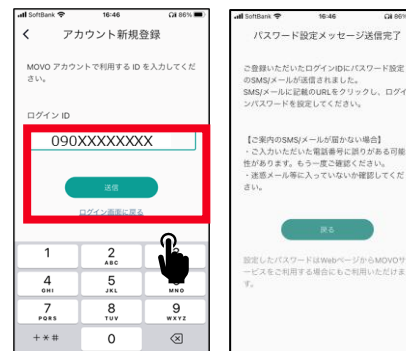 SoftBank 16:46 86%
アカウント新規登録
MOVO アカウントで利用する ID を入力してくだ
さい。
ログイン ID
090XXXXXXXX
送信
ログイン画面に戻る
1 2 3
ABC
4 5
GHI JKL MNO
7 8 9
PQRS TUV WXYZ
+*# 0
SoftBank 16:46 86%
パスワード設定メッセージ送信完了
ご登録いただいたログインIDにパスワード設定
のSMS/メールが送信されました。
SMS/メールに記載のURLをクリックし、ログイ
ンパスワードを設定してください。
【ご案内のSMS/メールが届かない場合】
・ご入力いただいた電話番号に誤りがある可能
性があります。もう一度ご確認ください。
・迷惑メール等に入っていないか確認してくだ
さい。
戻る
設定したパスワードはWebページからMOVOサ
ービスをご利用する場合にもご利用いただけま
す。